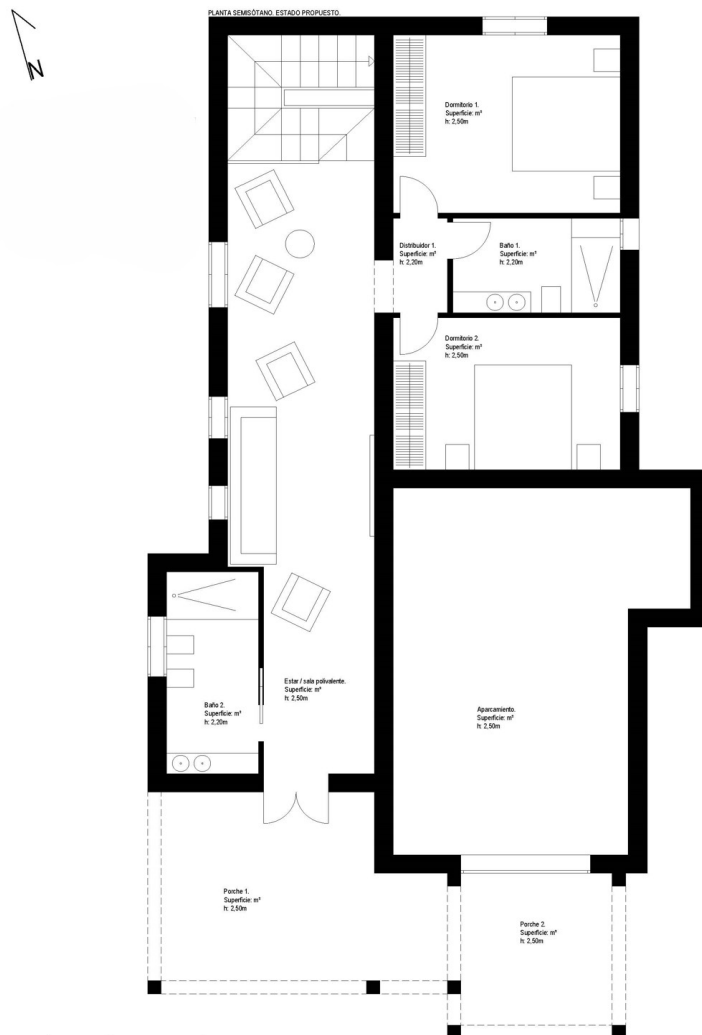 PLANTA SEMISÓTANO. ESTADO PROPUESTO.
N
Dormitorio 1.
Superficie: m²
h: 2,50m
Distribuidor 1.
Superficie: m²
h: 2,20m
Baño 1.
Superficie: m²
h: 2,20m
Dormitorio 2.
Superficie: m²
h: 2,50m
Estar / sala polivalente.
Superficie: m²
h: 2,50m
Baño 2.
Superficie: m²
h: 2,20m
Aparcamiento.
Superficie: m²
h: 2,50m
Porche 1.
Superficie: m²
h: 2,50m
Porche 2.
Superficie: m²
h: 2,50m